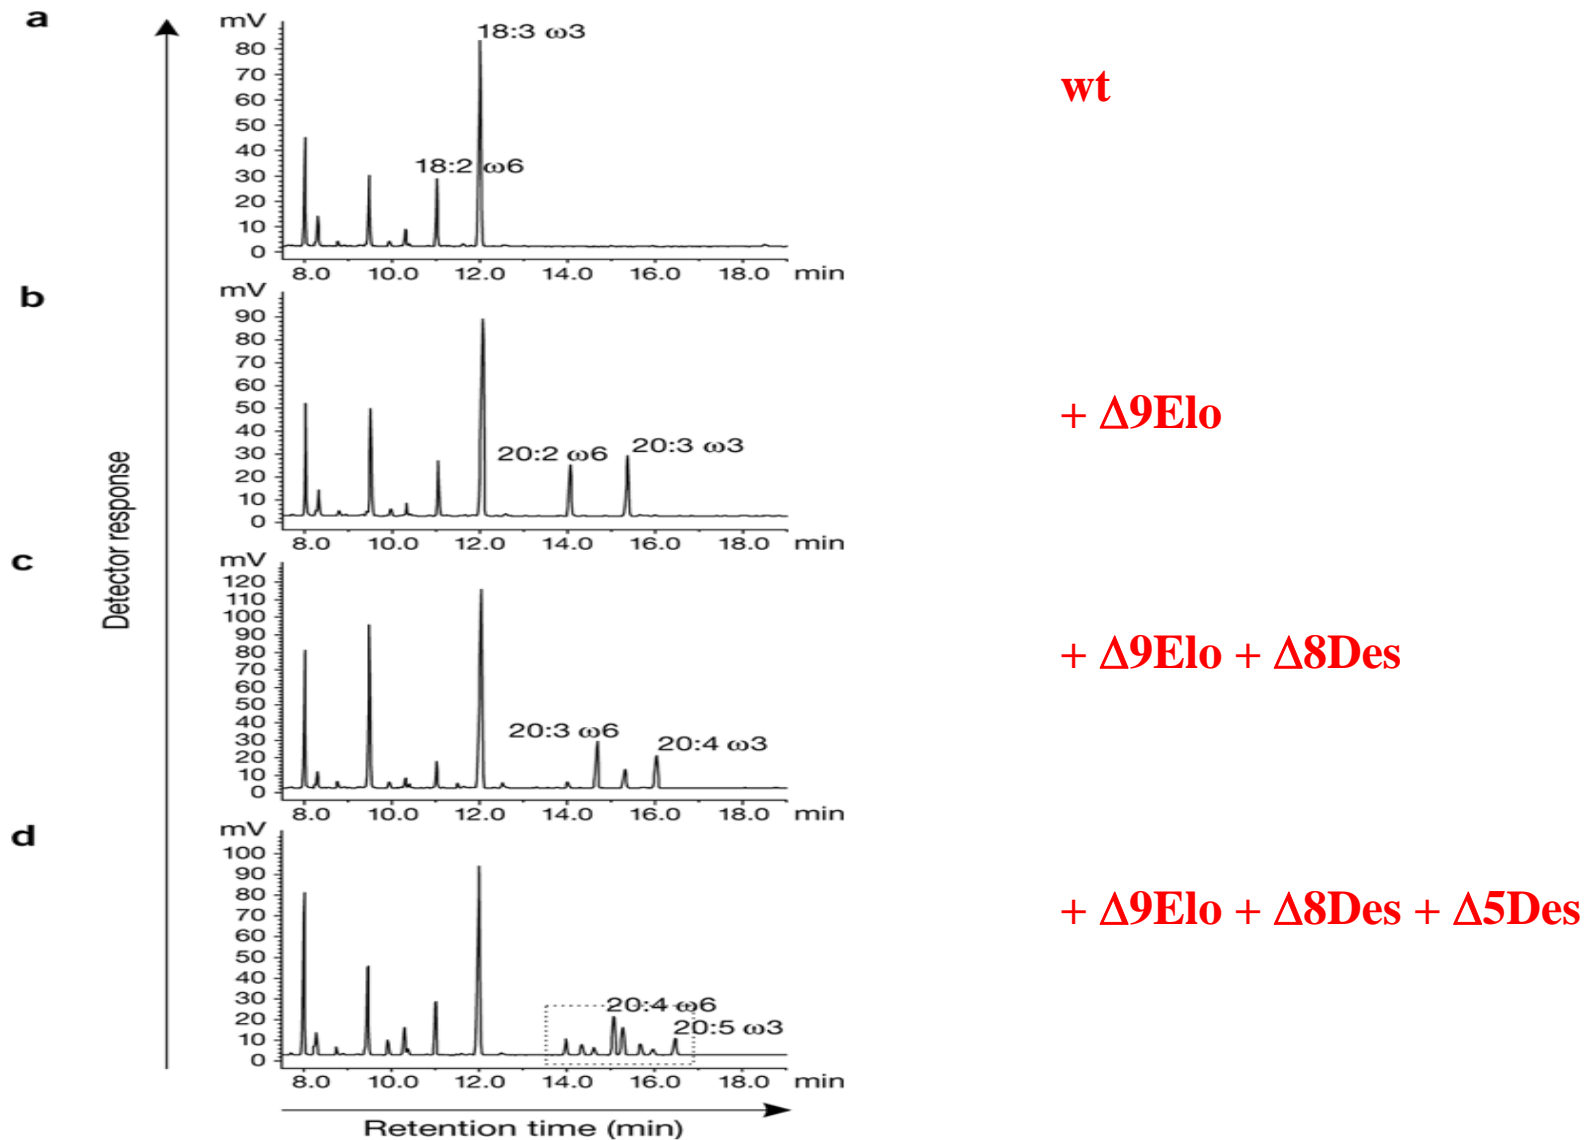 a
mV
18:3 ω3
80
70
60
50
40
30
20
10
0
18:2 ω6
8.0 10.0 12.0 14.0 16.0 18.0 min
wt
b
mV
90
80
70
60
50
40
30
20
10
0
20:2 ω6
20:3 ω3
8.0 10.0 12.0 14.0 16.0 18.0 min
+ Δ9Elo
c
mV
120
110
100
90
80
70
60
50
40
30
20
10
0
20:3 ω6
20:4 ω3
8.0 10.0 12.0 14.0 16.0 18.0 min
+ Δ9Elo + Δ8Des
d
mV
100
90
80
70
60
50
40
30
20
10
0
20:4 ω6
20:5 ω3
8.0 10.0 12.0 14.0 16.0 18.0 min
+ Δ9Elo + Δ8Des + Δ5Des
Detector response
Retention time (min)